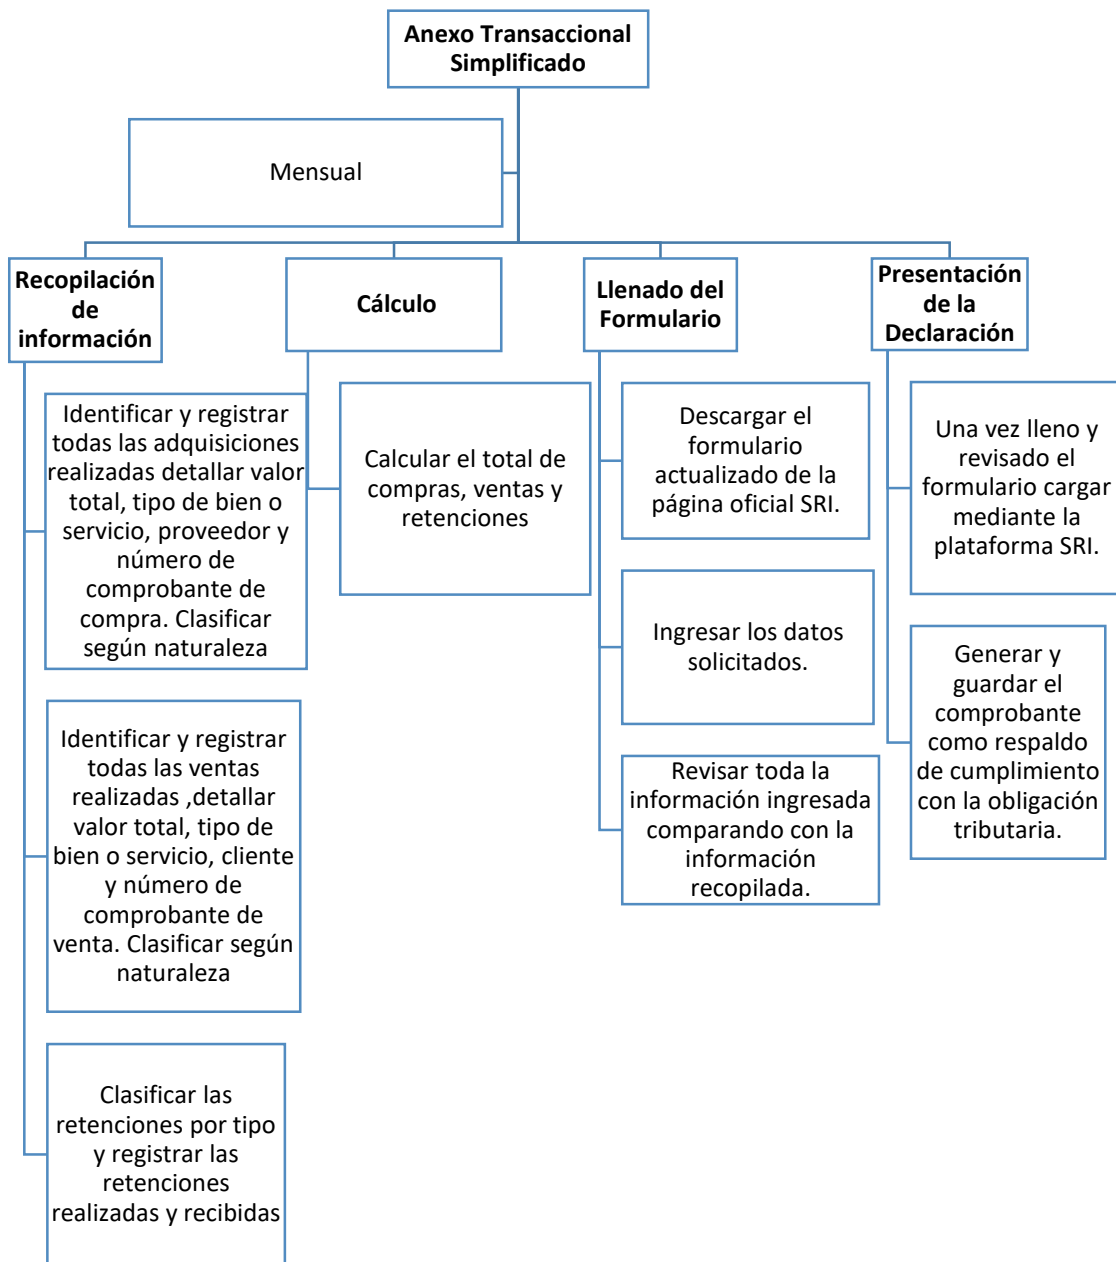 Anexo Transaccional
Simplificado
Mensual
Recopilación
de
información
Identificar y registrar
todas las adquisiciones
realizadas detallar valor
total, tipo de bien o
servicio, proveedor y
número de
comprobante de
compra. Clasificar
según naturaleza
Identificar y registrar
todas las ventas
realizadas ,detallar
valor total, tipo de
bien o servicio, cliente
y número de
comprobante de
venta. Clasificar según
naturaleza
Clasificar las
retenciones por tipo
y registrar las
retenciones
realizadas y recibidas
Cálculo
Calcular el total de
compras, ventas y
retenciones
Llenado del
Formulario
Descargar el
formulario
actualizado de la
página oficial SRI.
Ingresar los datos
solicitados.
Revisar toda la
información ingresada
comparando con la
información
recopilada.
Presentación
de la
Declaración
Una vez lleno y
revisado el
formulario cargar
mediante la
plataforma SRI.
Generar y
guardar el
comprobante
como respaldo
de cumplimiento
con la obligación
tributaria.